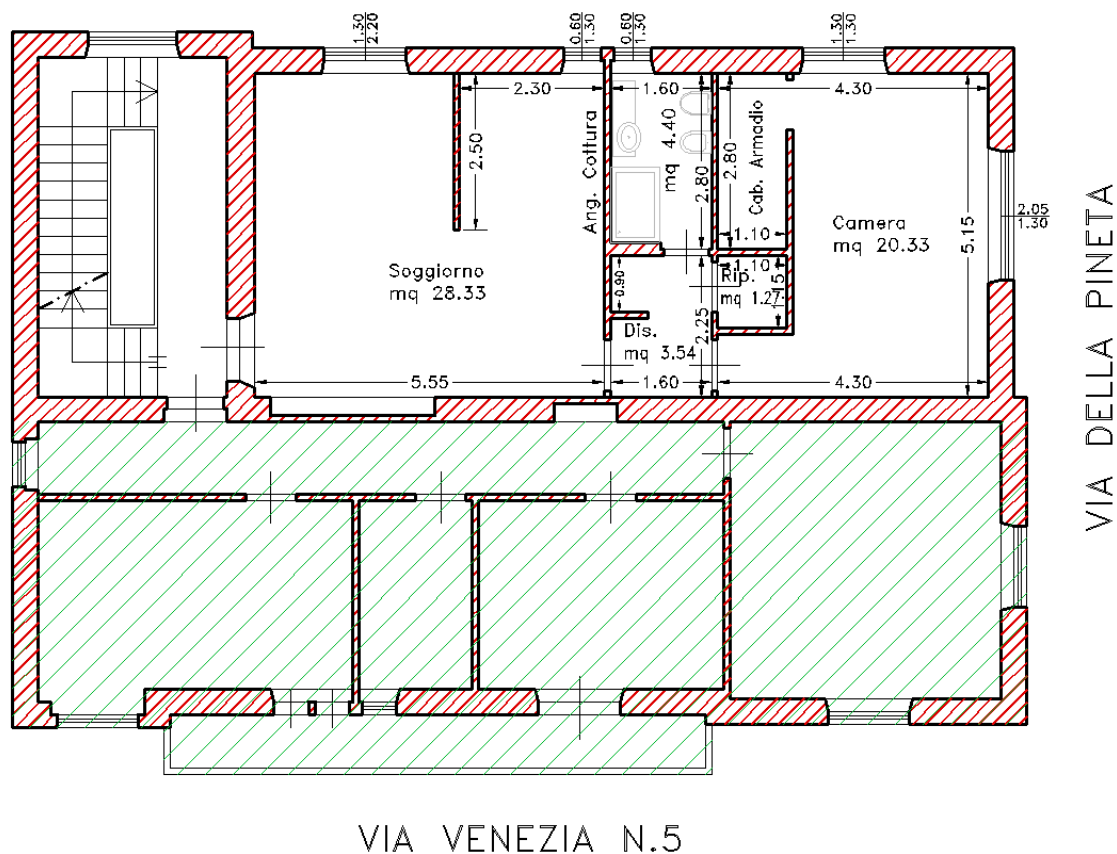 1.30
2.20
0.60
1.30
0.60
1.30
1.30
1.30
2.30
1.60
4.30
2.50
Ang. Cottura
mq 4.40
2.80
2.80
Cab. Armadio
1.10
Camera
mq 20.33
5.15
2.05
1.30
Soggiorno
mq 28.33
0.90
1.10
Rip.
mq 1.27
1.15
Dis.
mq 3.54
2.25
5.55
1.60
4.30
VIA DELLA PINETA
VIA VENEZIA N.5